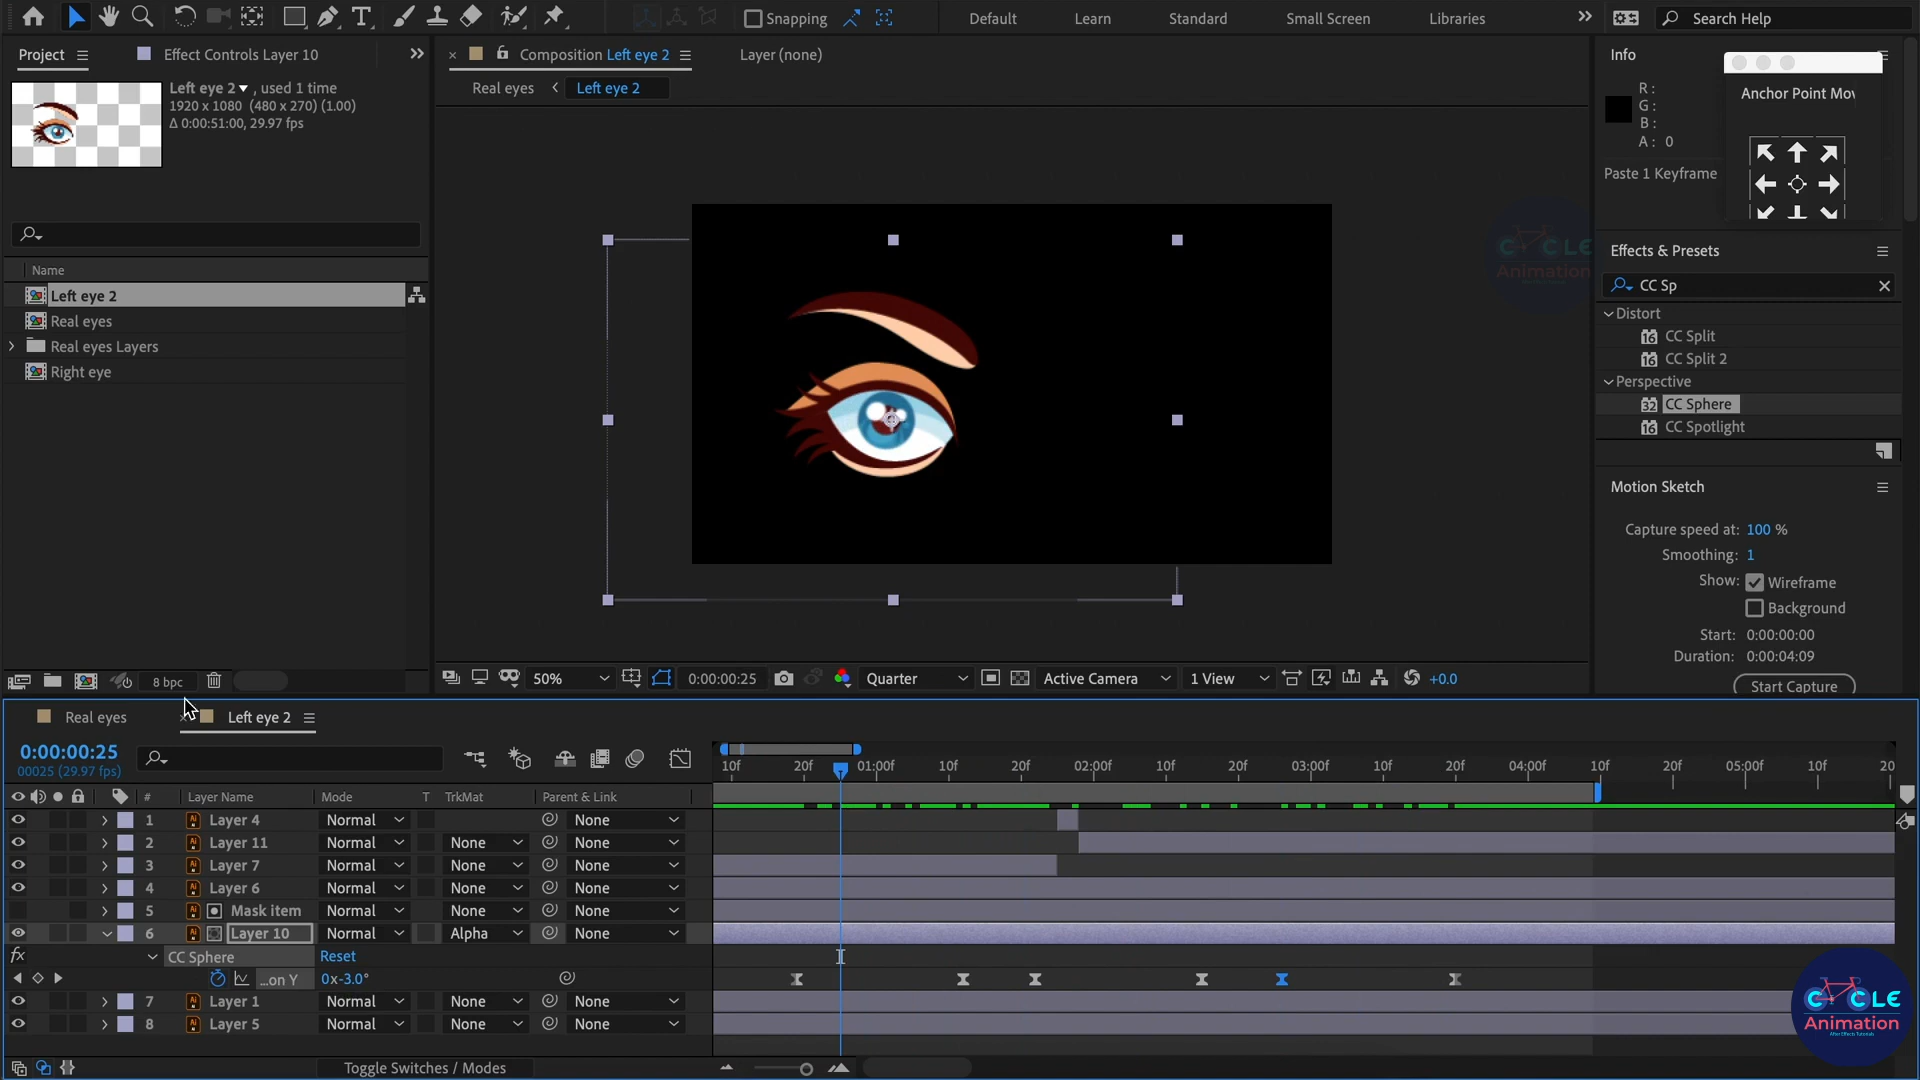 Snapping
Default
Learn
Standard
Small Screen
Libraries
Search Help
Project
Effect Controls Layer 10
Composition Left eye 2
Layer (none)
Info
Left eye 2 , used 1 time
1920 x 1080 (480 x 270) (1.00)
Δ 0:00:51:00, 29.97 fps
Real eyes
Left eye 2
R:
G:
B:
A: 0
Anchor Point Mov
Paste 1 Keyframe
Effects & Presets
CC Sp
Name
Left eye 2
Real eyes
Real eyes Layers
Right eye
Distort
CC Split
CC Split 2
Perspective
CC Sphere
CC Spotlight
Motion Sketch
Capture speed at: 100 %
Smoothing: 1
Show: Wireframe
Background
Start: 0:00:00:00
Duration: 0:00:04:09
Start Capture
8 bpc
50%
0:00:00:25
Quarter
Active Camera
1 View
+0.0
Real eyes
Left eye 2
0:00:00:25
00025 (29.97 fps)
10f 20f 01:00f 10f 20f 02:00f 10f 20f 03:00f 10f 20f 04:00f 10f 20f 05:00f 10f 20
# Layer Name Mode T TrkMat Parent & Link
1 Layer 4 Normal None
2 Layer 11 Normal None None
3 Layer 7 Normal None None
4 Layer 6 Normal None None
5 Mask item Normal None None
6 Layer 10 Normal Alpha None
fx CC Sphere Reset
...on Y 0x-3.0°
7 Layer 1 Normal None None
8 Layer 5 Normal None None
Toggle Switches / Modes
CYCLE
Animation
After Effects Tutorials
CYCLE
Animation